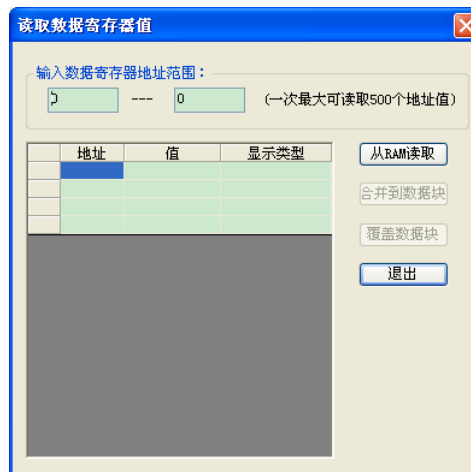 读取数据寄存器值
输入数据寄存器地址范围：
--- 0 (一次最大可读取500个地址值)
地址 值 显示类型
从RAM读取
合并到数据块
覆盖数据块
退出